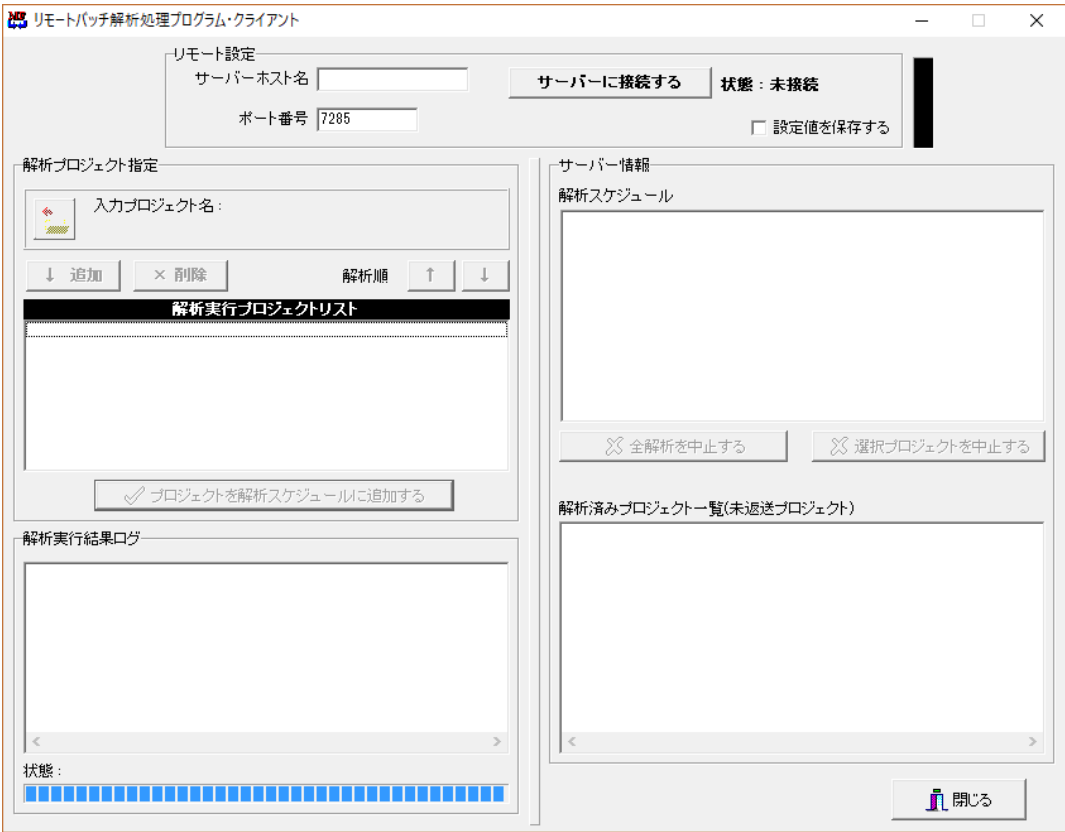 リモートバッチ解析処理プログラム・クライアント
リモート設定
サーバーホスト名
サーバーに接続する
状態：未接続
ポート番号 7285
設定値を保存する
解析プロジェクト指定
入力プロジェクト名：
↓ 追加
× 削除
解析順
↑
↓
解析実行プロジェクトリスト
プロジェクトを解析スケジュールに追加する
解析実行結果ログ
状態：
サーバー情報
解析スケジュール
全解析を中止する
選択プロジェクトを中止する
解析済みプロジェクト一覧(未返送プロジェクト)
閉じる